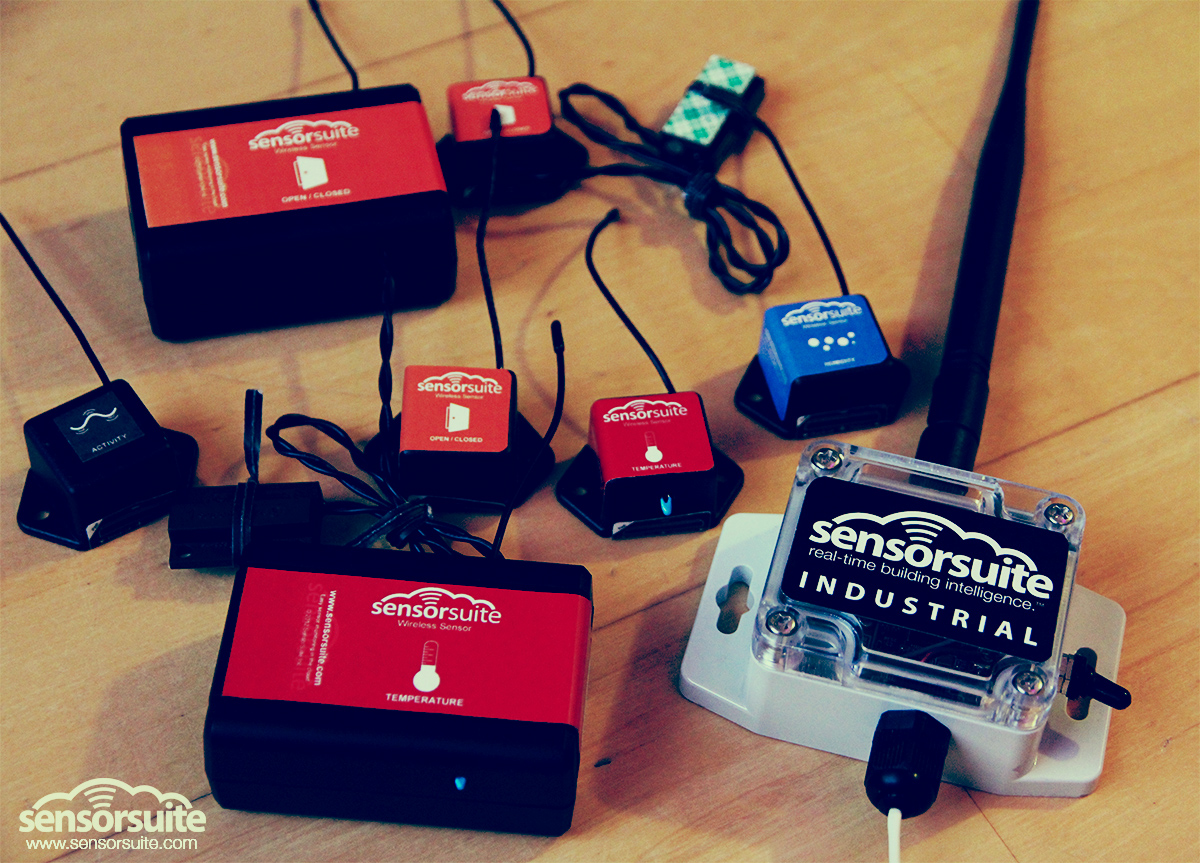 sensorsuite
Wireless Sensor
OPEN / CLOSED
sensorsuite
sensorsuite
Wireless Sensor
HUMIDITY
ACTIVITY
sensorsuite
Wireless Sensor
OPEN / CLOSED
sensorsuite
Wireless Sensor
TEMPERATURE
sensorsuite
real-time building intelligence.™
INDUSTRIAL
www.sensorsuite.com
sensorsuite
Wireless Sensor
TEMPERATURE
sensorsuite
www.sensorsuite.com